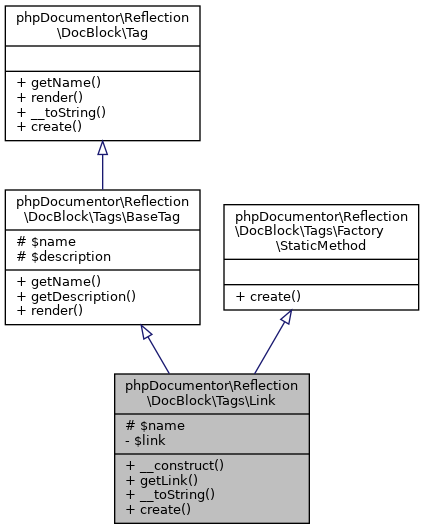 phpDocumentor\Reflection
\DocBlock\Tag
+ getName()
+ render()
+ __toString()
+ create()
phpDocumentor\Reflection
\DocBlock\Tags\BaseTag
# $name
# $description
+ getName()
+ getDescription()
+ render()
phpDocumentor\Reflection
\DocBlock\Tags\Factory
\StaticMethod
+ create()
phpDocumentor\Reflection
\DocBlock\Tags\Link
# $name
- $link
+ __construct()
+ getLink()
+ __toString()
+ create()